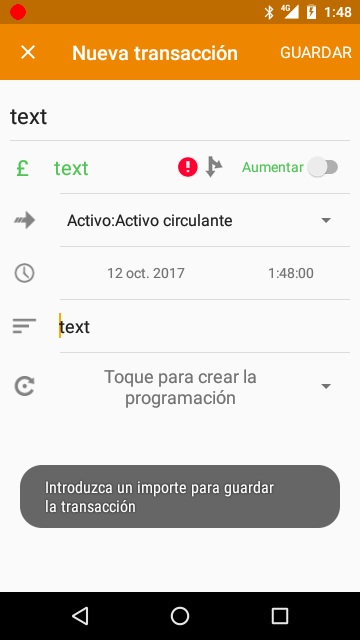 4G 1:48
Nueva transacción GUARDAR
text
£ text Aumentar
Activo:Activo circulante
12 oct. 2017 1:48:00
text
Toque para crear la
programación
Introduzca un importe para guardar
la transacción